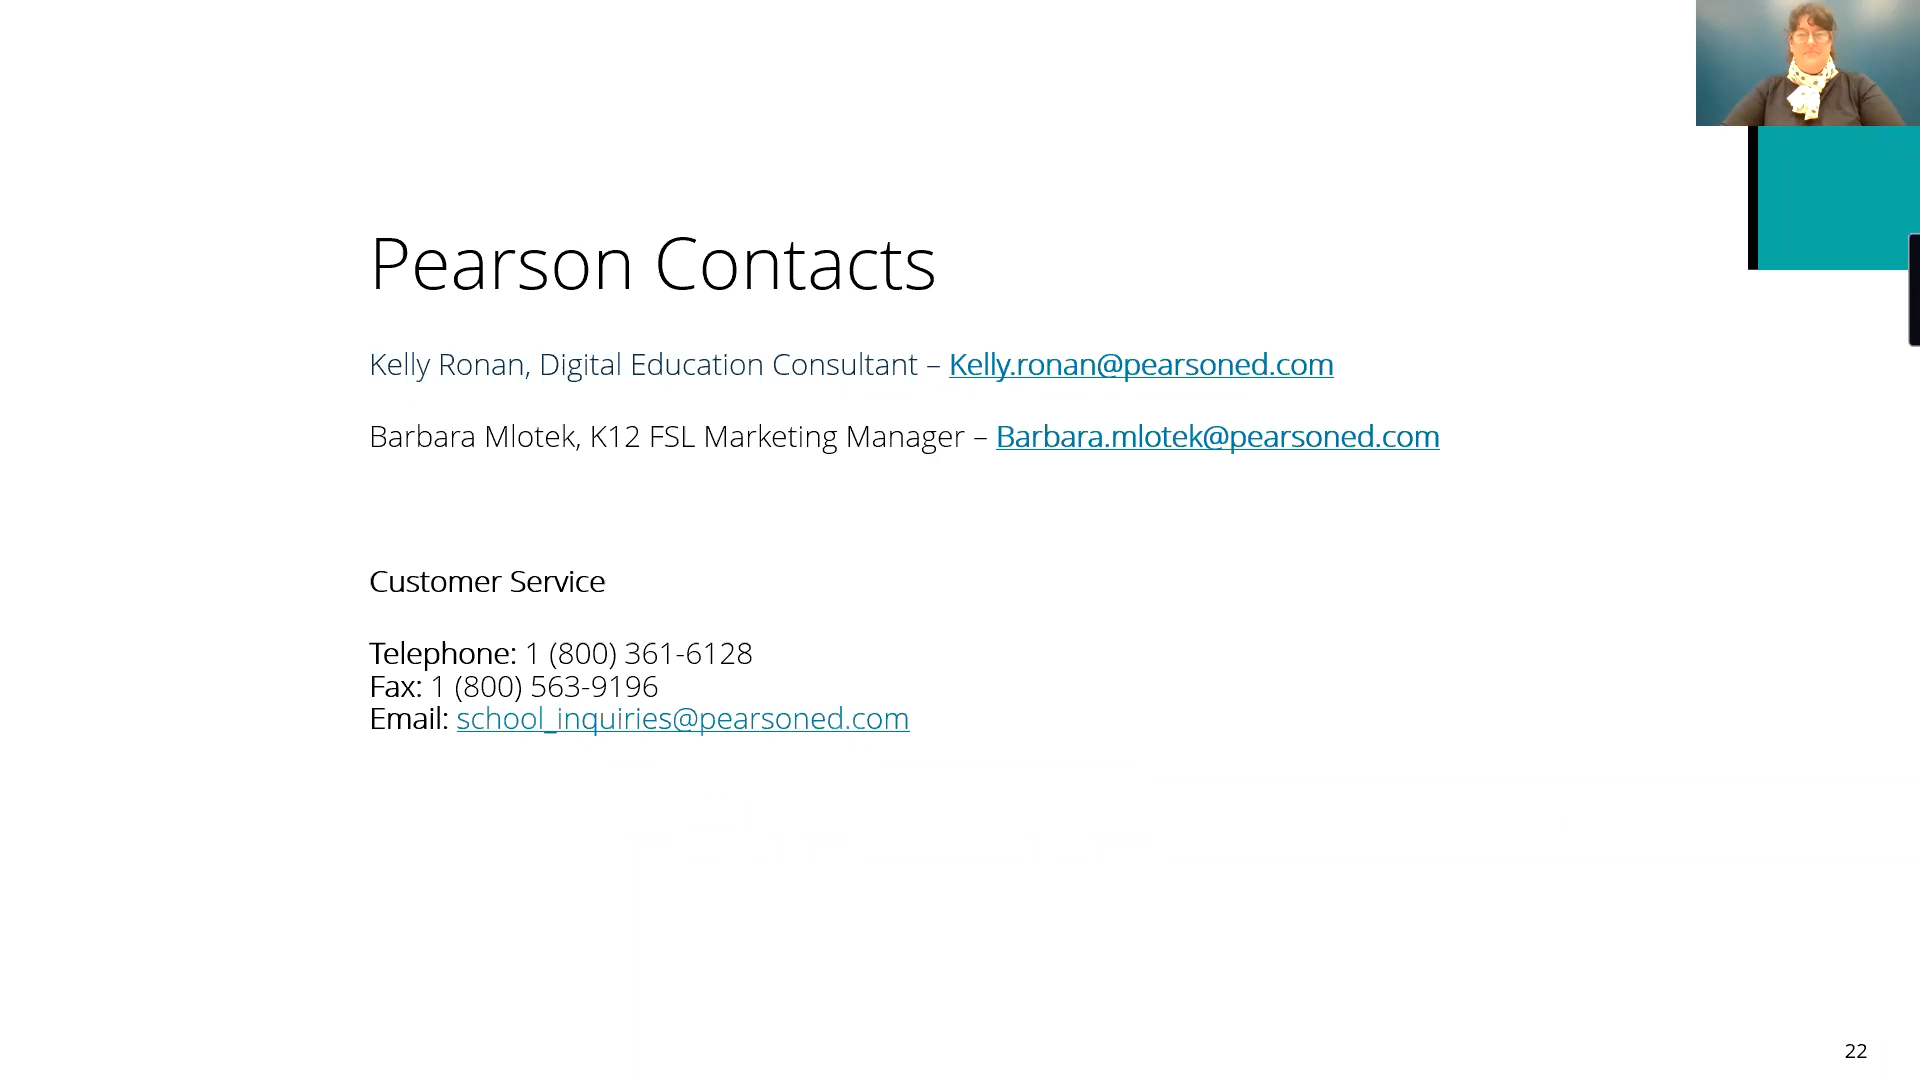 Pearson Contacts
Kelly Ronan, Digital Education Consultant – Kelly.ronan@pearsoned.com
Barbara Mlotek, K12 FSL Marketing Manager – Barbara.mlotek@pearsoned.com
Customer Service
Telephone: 1 (800) 361-6128
Fax: 1 (800) 563-9196
Email: school_inquiries@pearsoned.com
22